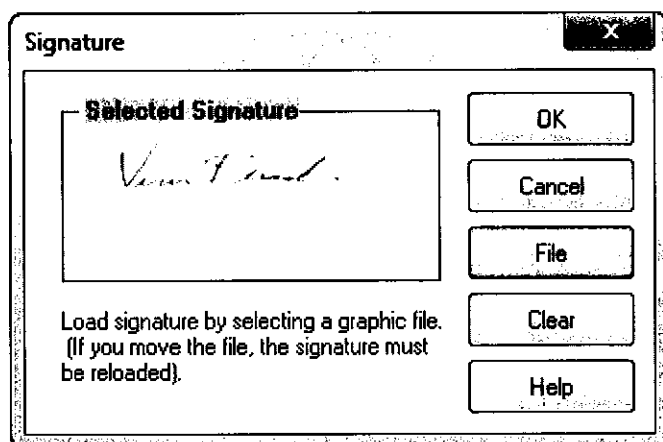 Signature
x
Selected Signature
OK
Cancel
File
Load signature by selecting a graphic file.
(If you move the file, the signature must
be reloaded).
Clear
Help